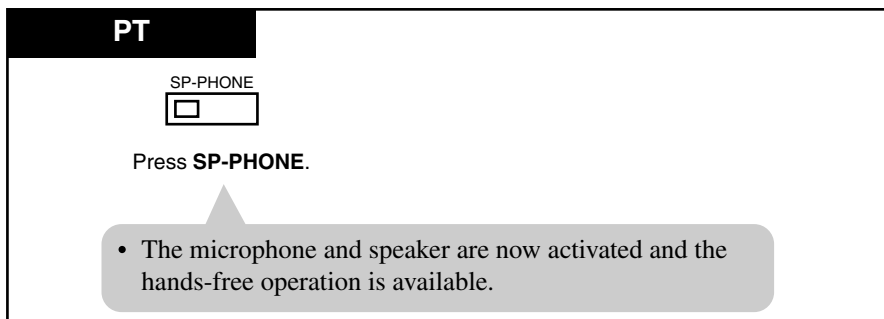 PT
SP-PHONE
Press SP-PHONE.
• The microphone and speaker are now activated and the
hands-free operation is available.